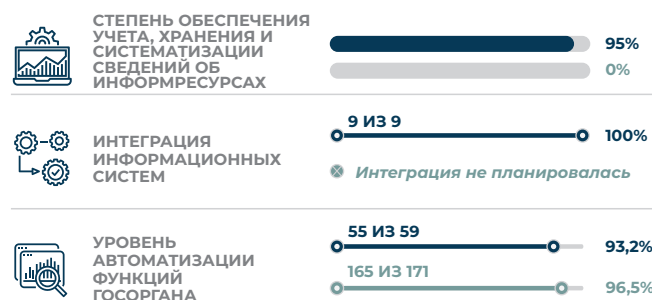 СТЕПЕНЬ ОБЕСПЕЧЕНИЯ
УЧЕТА, ХРАНЕНИЯ И
СИСТЕМАТИЗАЦИИ
СВЕДЕНИЙ ОБ
ИНФОРМРЕСУРСАХ
95%
0%
ИНТЕГРАЦИЯ
ИНФОРМАЦИОННЫХ
СИСТЕМ
9 ИЗ 9
100%
Интеграция не планировалась
УРОВЕНЬ
АВТОМАТИЗАЦИИ
ФУНКЦИЙ
ГОСОРГАНА
55 ИЗ 59
93,2%
165 ИЗ 171
96,5%